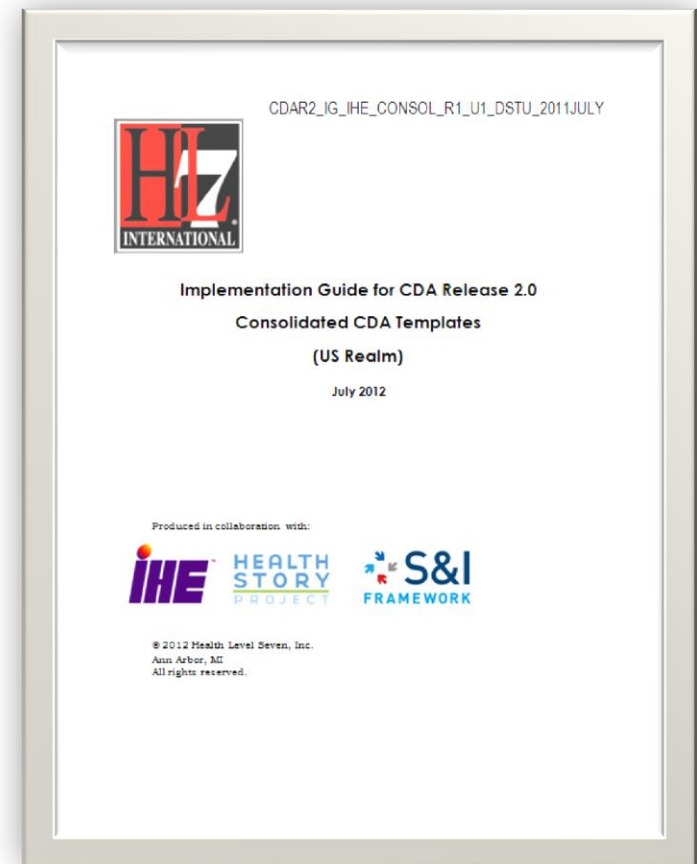 CDAR2_IG_IHE_CONSOL_R1_U1_DSTU_2011JULY
HL7
INTERNATIONAL
Implementation Guide for CDA Release 2.0
Consolidated CDA Templates
(US Realm)
July 2012
Produced in collaboration with:
IHE™
HEALTH
STORY
PROJECT
S&I
FRAMEWORK
© 2012 Health Level Seven, Inc.
Ann Arbor, MI
All rights reserved.